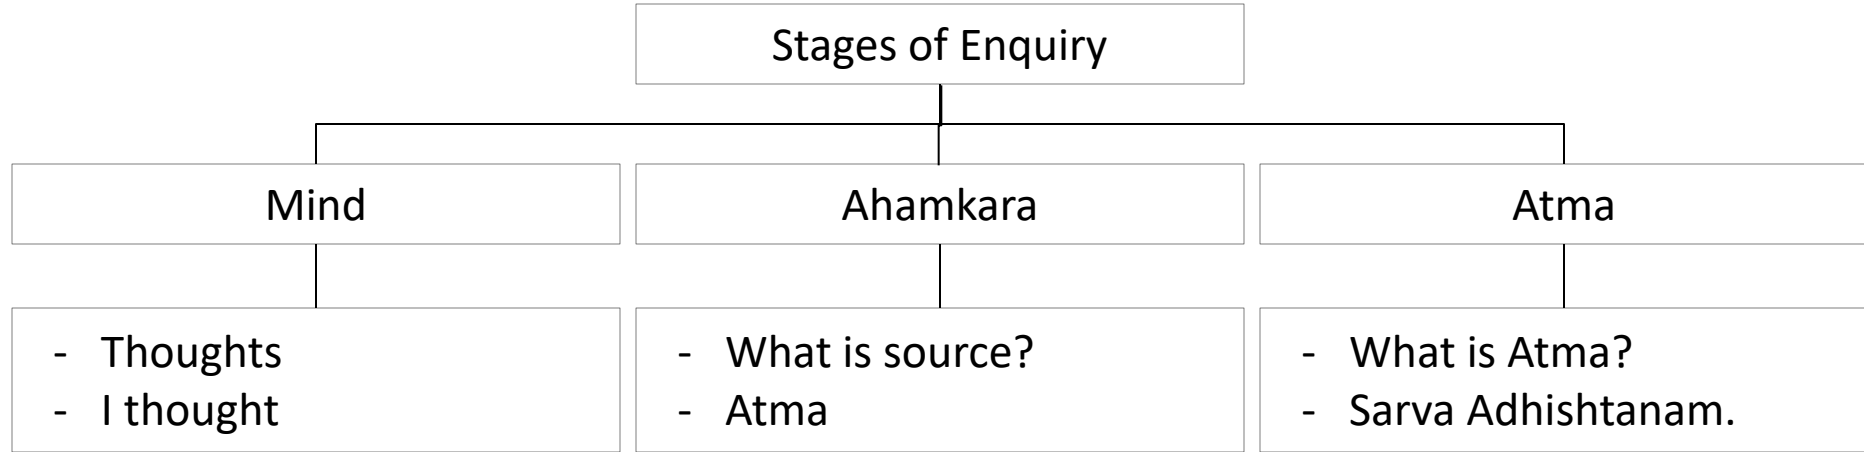 Stages of Enquiry
Mind
Ahamkara
Atma
- Thoughts
- I thought
- What is source?
- Atma
- What is Atma?
- Sarva Adhishtanam.